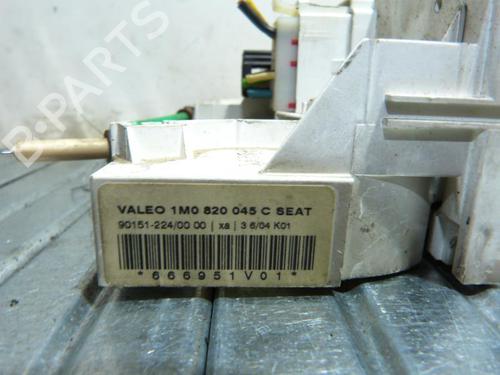 B-PARTS
VALEO 1M0 820 045 C SEAT
90151-224/00 00 | xa | 3 6/04 K01
*666951V01*